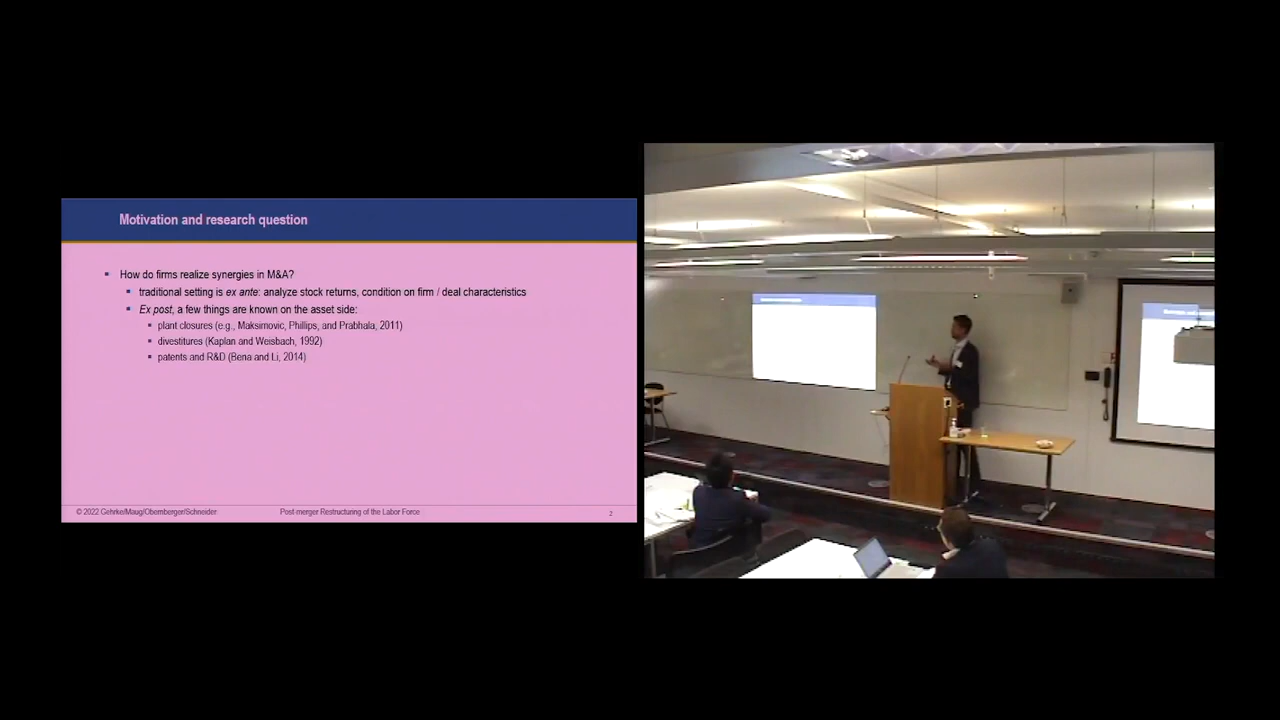 Motivation and research question
How do firms realize synergies in M&A?
traditional setting is ex ante: analyze stock returns, condition on firm / deal characteristics
Ex post, a few things are known on the asset side:
plant closures (e.g., Maksimovic, Phillips, and Prabhala, 2011)
divestitures (Kaplan and Weisbach, 1992)
patents and R&D (Bena and Li, 2014)
© 2022 Gehrke/Maug/Obernberger/Schneider
Post-merger Restructuring of the Labor Force
2